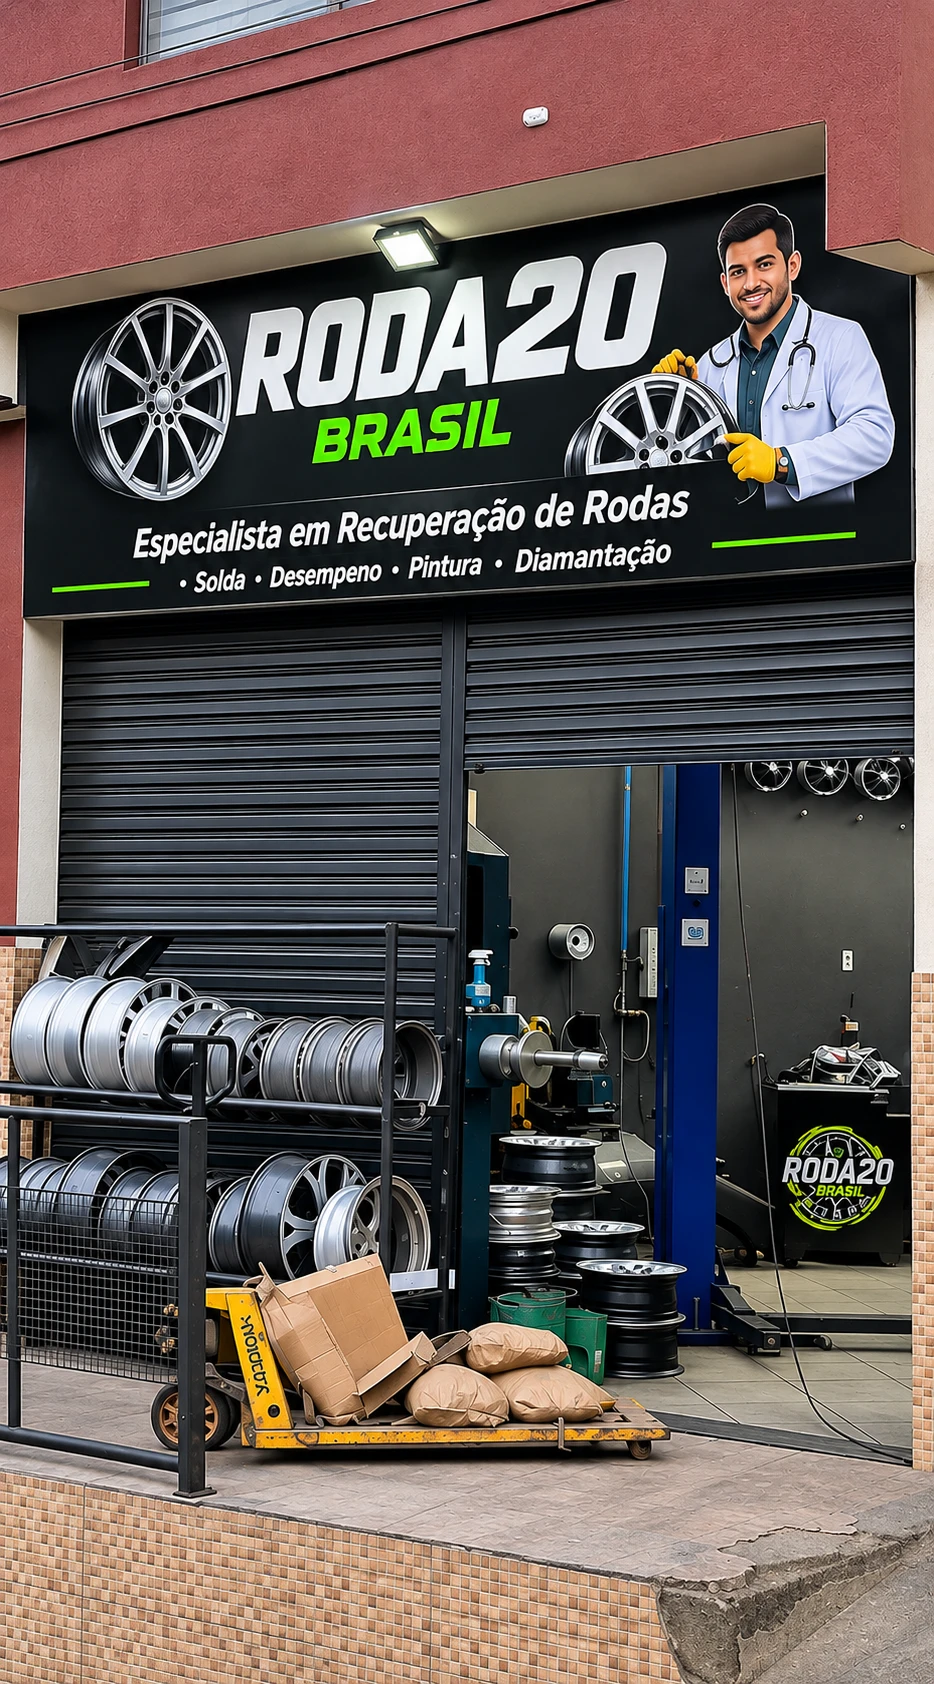 RODA20
BRASIL
Especialista em Recuperação de Rodas
• Solda • Desempeno • Pintura • Diamantação
RODA20
BRASIL